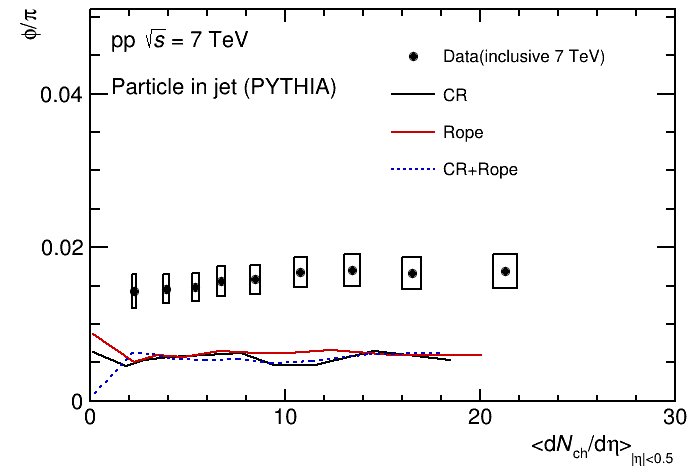 ϕ/π
pp √s = 7 TeV
Particle in jet (PYTHIA)
Data(inclusive 7 TeV)
CR
Rope
CR+Rope
0.04
0.02
0
0 10 20 30
<dN_ch/dη>_|η|<0.5